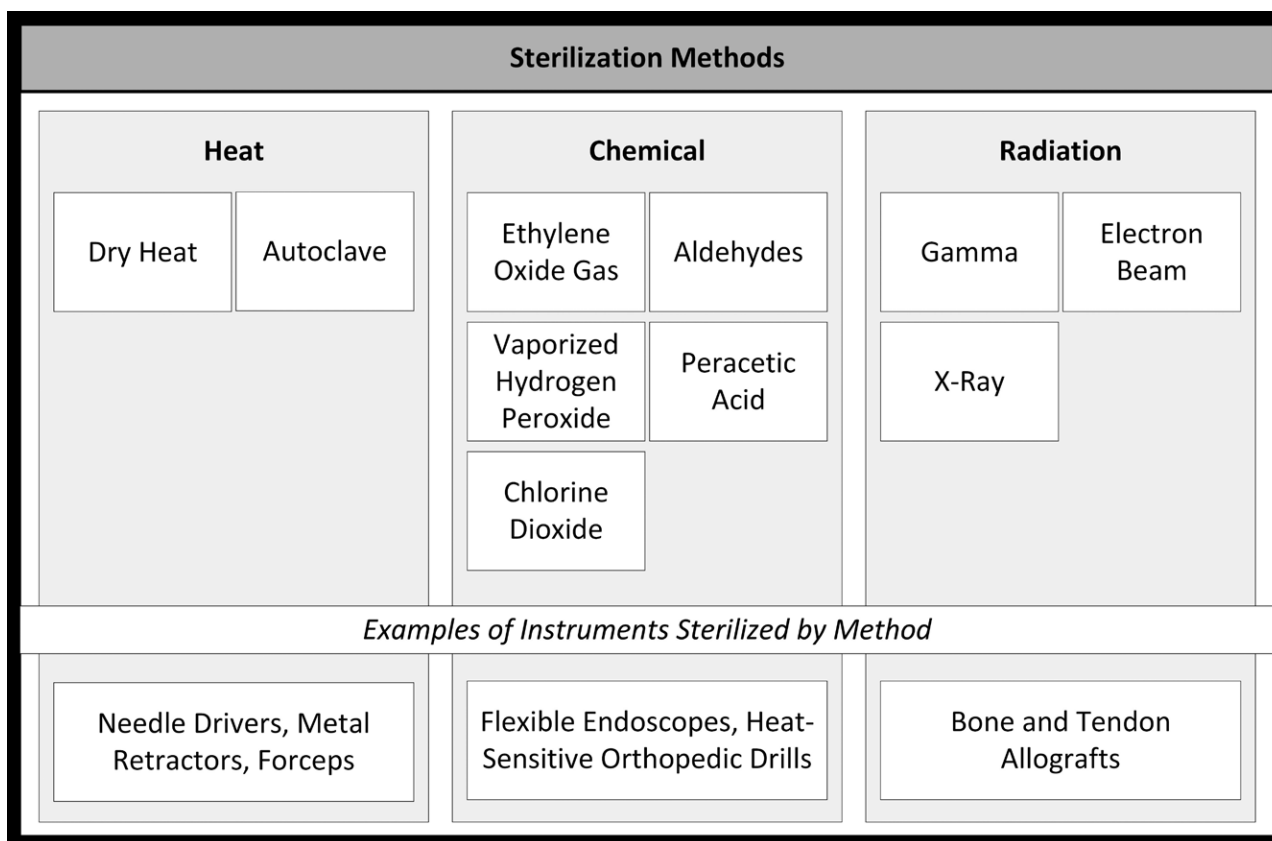 Sterilization Methods
Heat
Dry Heat
Autoclave
Chemical
Ethylene
Oxide Gas
Aldehydes
Vaporized
Hydrogen
Peroxide
Peracetic
Acid
Chlorine
Dioxide
Radiation
Gamma
Electron
Beam
X-Ray
Examples of Instruments Sterilized by Method
Needle Drivers, Metal
Retractors, Forceps
Flexible Endoscopes, Heat-
Sensitive Orthopedic Drills
Bone and Tendon
Allografts